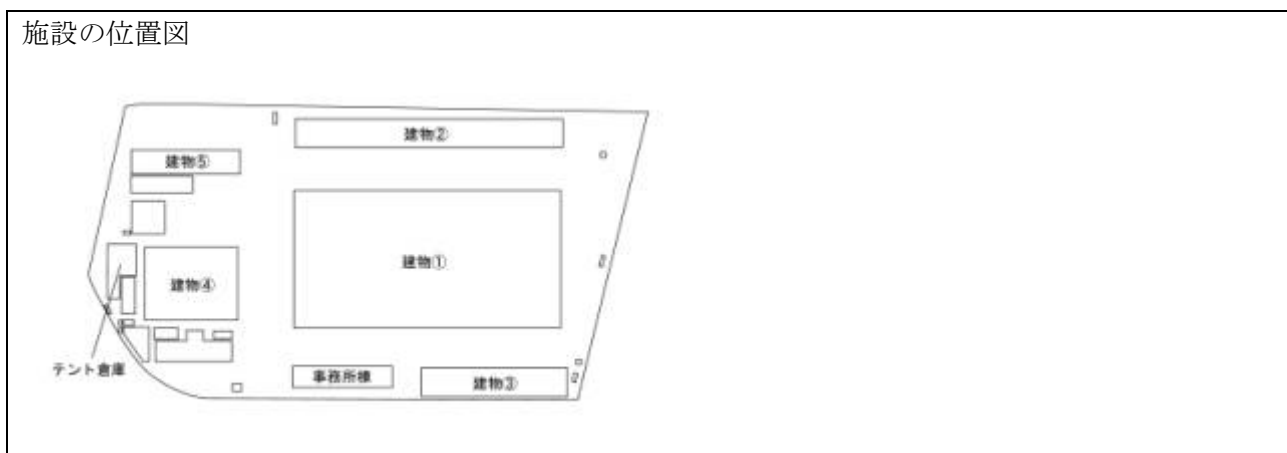 施設の位置図
建物②
建物⑤
建物①
建物④
テント倉庫
事務所棟
建物③